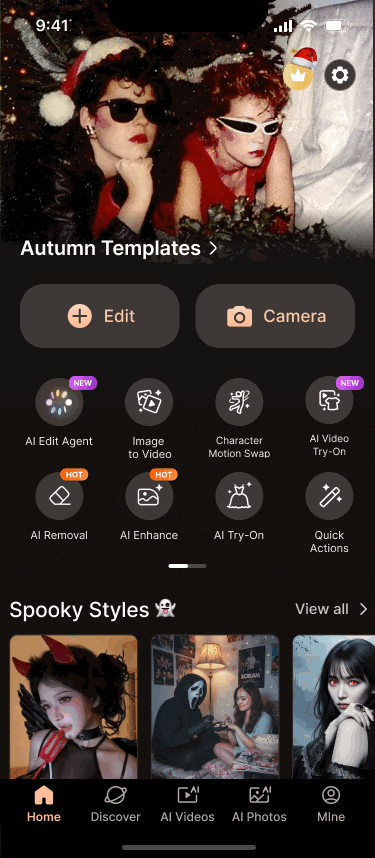 9:41
Autumn Templates
Edit
Camera
NEW
NEW
AI Edit Agent
Image
to Video
Character
Motion Swap
AI Video
Try-On
HOT
HOT
AI Removal
AI Enhance
AI Try-On
Quick
Actions
Spooky Styles
View all
SCREAM
AI
AI
Home
Discover
AI Videos
AI Photos
MIne